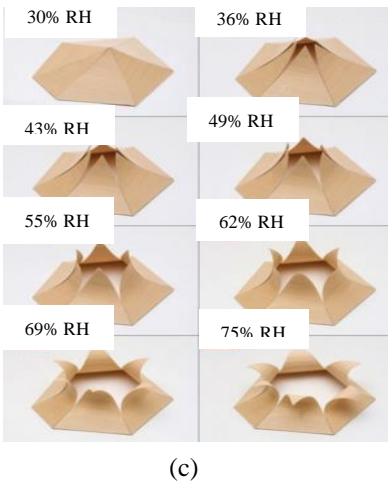 30% RH
36% RH
43% RH
49% RH
55% RH
62% RH
69% RH
75% RH
(c)